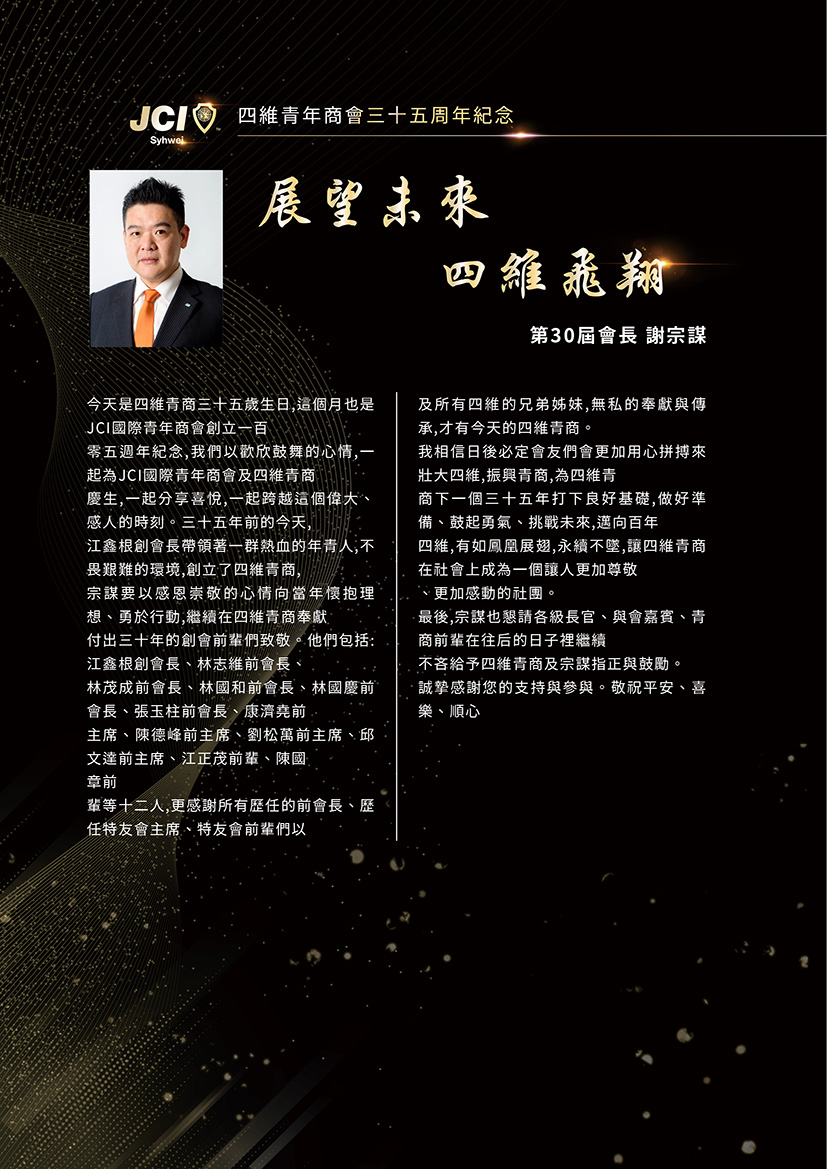 JCI
Syhwei
四維青年商會三十五周年紀念
展望未來
四維飛翔
第30屆會長 謝宗謀
今天是四維青商三十五歲生日,這個月也是
JCI國際青年商會創立一百
零五週年紀念,我們以歡欣鼓舞的心情,一
起為JCI國際青年商會及四維青商
慶生,一起分享喜悅,一起跨越這個偉大、
感人的時刻。三十五年前的今天,
江鑫根創會長帶領著一群熱血的年青人,不
畏艱難的環境,創立了四維青商,
宗謀要以感恩崇敬的心情向當年懷抱理
想、勇於行動,繼續在四維青商奉獻
付出三十年的創會前輩們致敬。他們包括:
江鑫根創會長、林志維前會長、
林茂成前會長、林國和前會長、林國慶前
會長、張玉柱前會長、康濟堯前
主席、陳德峰前主席、劉松萬前主席、邱
文達前主席、江正茂前輩、陳國
章前
輩等十二人,更感謝所有歷任的前會長、歷
任特友會主席、特友會前輩們以
及所有四維的兄弟姊妹,無私的奉獻與傳
承,才有今天的四維青商。
我相信日後必定會友們會更加用心拼搏來
壯大四維,振興青商,為四維青
商下一個三十五年打下良好基礎,做好準
備、鼓起勇氣、挑戰未來,邁向百年
四維,有如鳳凰展翅,永續不墜,讓四維青商
在社會上成為一個讓人更加尊敬
、更加感動的社團。
最後,宗謀也懇請各級長官、與會嘉賓、青
商前輩在往后的日子裡繼續
不吝給予四維青商及宗謀指正與鼓勵。
誠摯感謝您的支持與參與。敬祝平安、喜
樂、順心